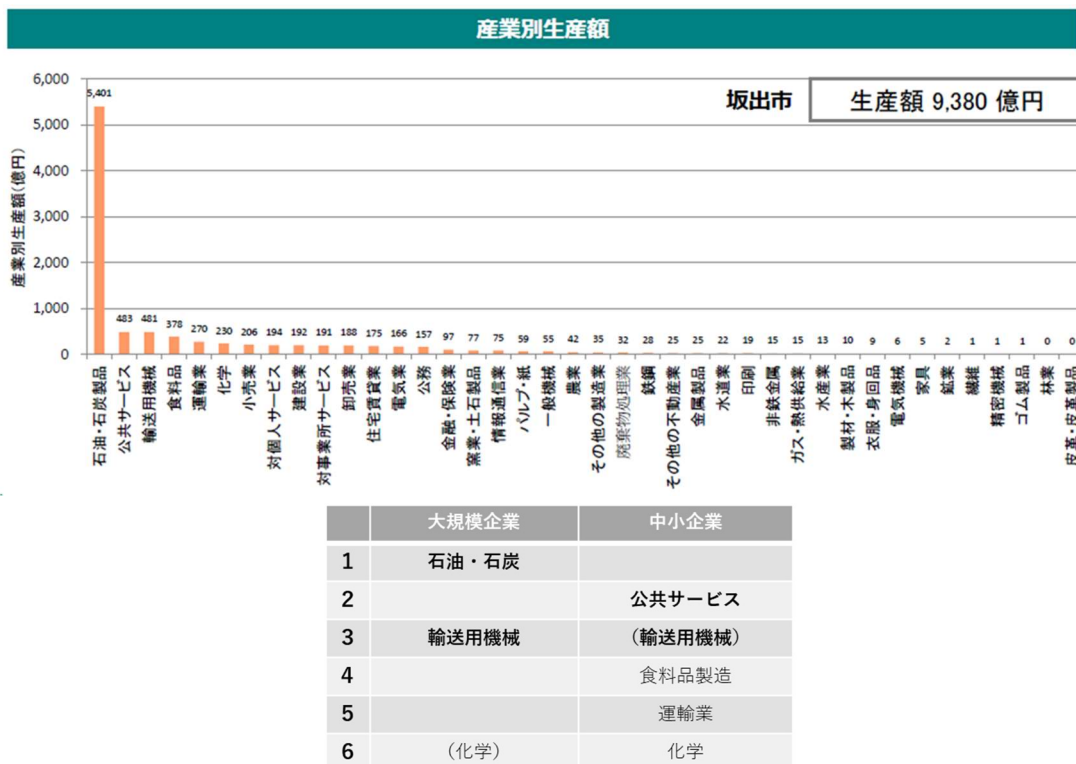 産業別生産額
坂出市
生産額 9,380 億円
産業別生産額(億円)
6,000
5,000
4,000
3,000
2,000
1,000
0
5,401
483
481
378
270
230
206
194
192
191
188
175
166
157
97
77
75
59
55
42
35
32
28
25
25
22
19
15
15
13
10
9
6
5
2
1
1
1
0
0
石油・石炭製品
公共サービス
輸送用機械
食料品
運輸業
化学
小売業
対個人サービス
建設業
対事業所サービス
卸売業
住宅賃貸業
電気業
公務
金融・保険業
窯業・土石製品
情報通信業
パルプ・紙
一般機械
農業
その他の製造業
廃棄物処理業
鉄鋼
その他の不動産業
金属製品
水道業
印刷
非鉄金属
ガス・熱供給業
水産業
製材・木製品
衣服・身回品
電気機械
家具
鉱業
繊維
精密機械
ゴム製品
林業
皮革・皮革製品
大規模企業 中小企業
1 石油・石炭
2 公共サービス
3 輸送用機械 (輸送用機械)
4 食料品製造
5 運輸業
6 (化学) 化学